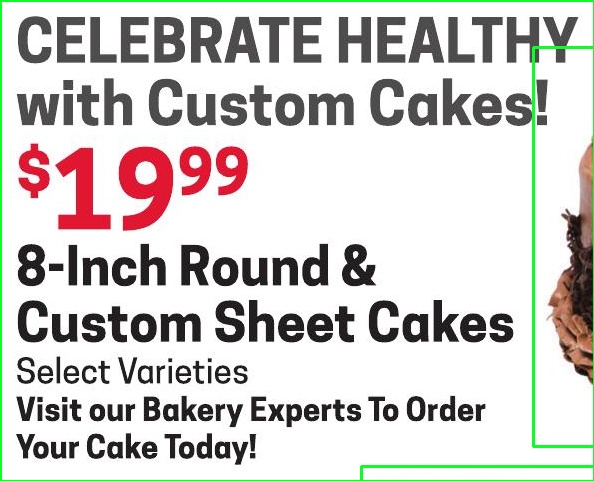 CELEBRATE HEALTHY
with Custom Cakes!
$19.99
8-Inch Round &
Custom Sheet Cakes
Select Varieties
Visit our Bakery Experts To Order
Your Cake Today!